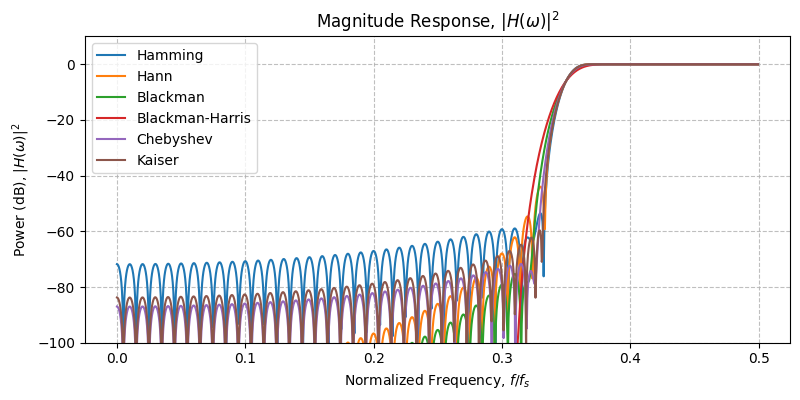 Magnitude Response, |H(ω)|²
Power (dB), |H(ω)|²
0
−20
−40
−60
−80
−100
Hamming
Hann
Blackman
Blackman-Harris
Chebyshev
Kaiser
0.0 0.1 0.2 0.3 0.4 0.5
Normalized Frequency, f/fₛ